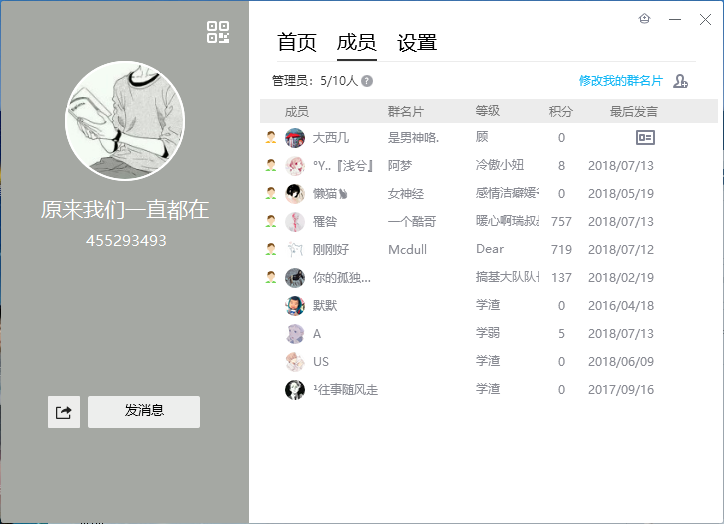 首页 成员 设置
原来我们一直都在
455293493
发消息
管理员：5/10人 ?
修改我的群名片
成员 群名片 等级 积分 最后发言
大西几 是男神咯. 顾 0
°Y..『浅兮』 阿梦 冷傲小妞 8 2018/07/13
懒猫 女神经 感情洁癖媛 0 2018/05/19
罹咎 一个酷哥 暖心啊瑞叔 757 2018/07/13
刚刚好 Mcdull Dear 719 2018/07/12
你的孤独... 搞基大队队 137 2018/02/19
默默 学渣 0 2016/04/18
A 学弱 5 2018/07/13
US 学渣 0 2018/06/09
¹往事随风走 学渣 0 2017/09/16